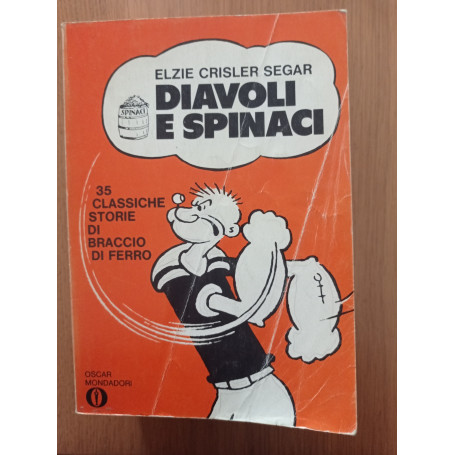 ELZIE CRISLER SEGAR
DIAVOLI
E SPINACI
SPINACI
35
CLASSICHE
STORIE
DI
BRACCIO
DI FERRO
OSCAR
MONDADORI